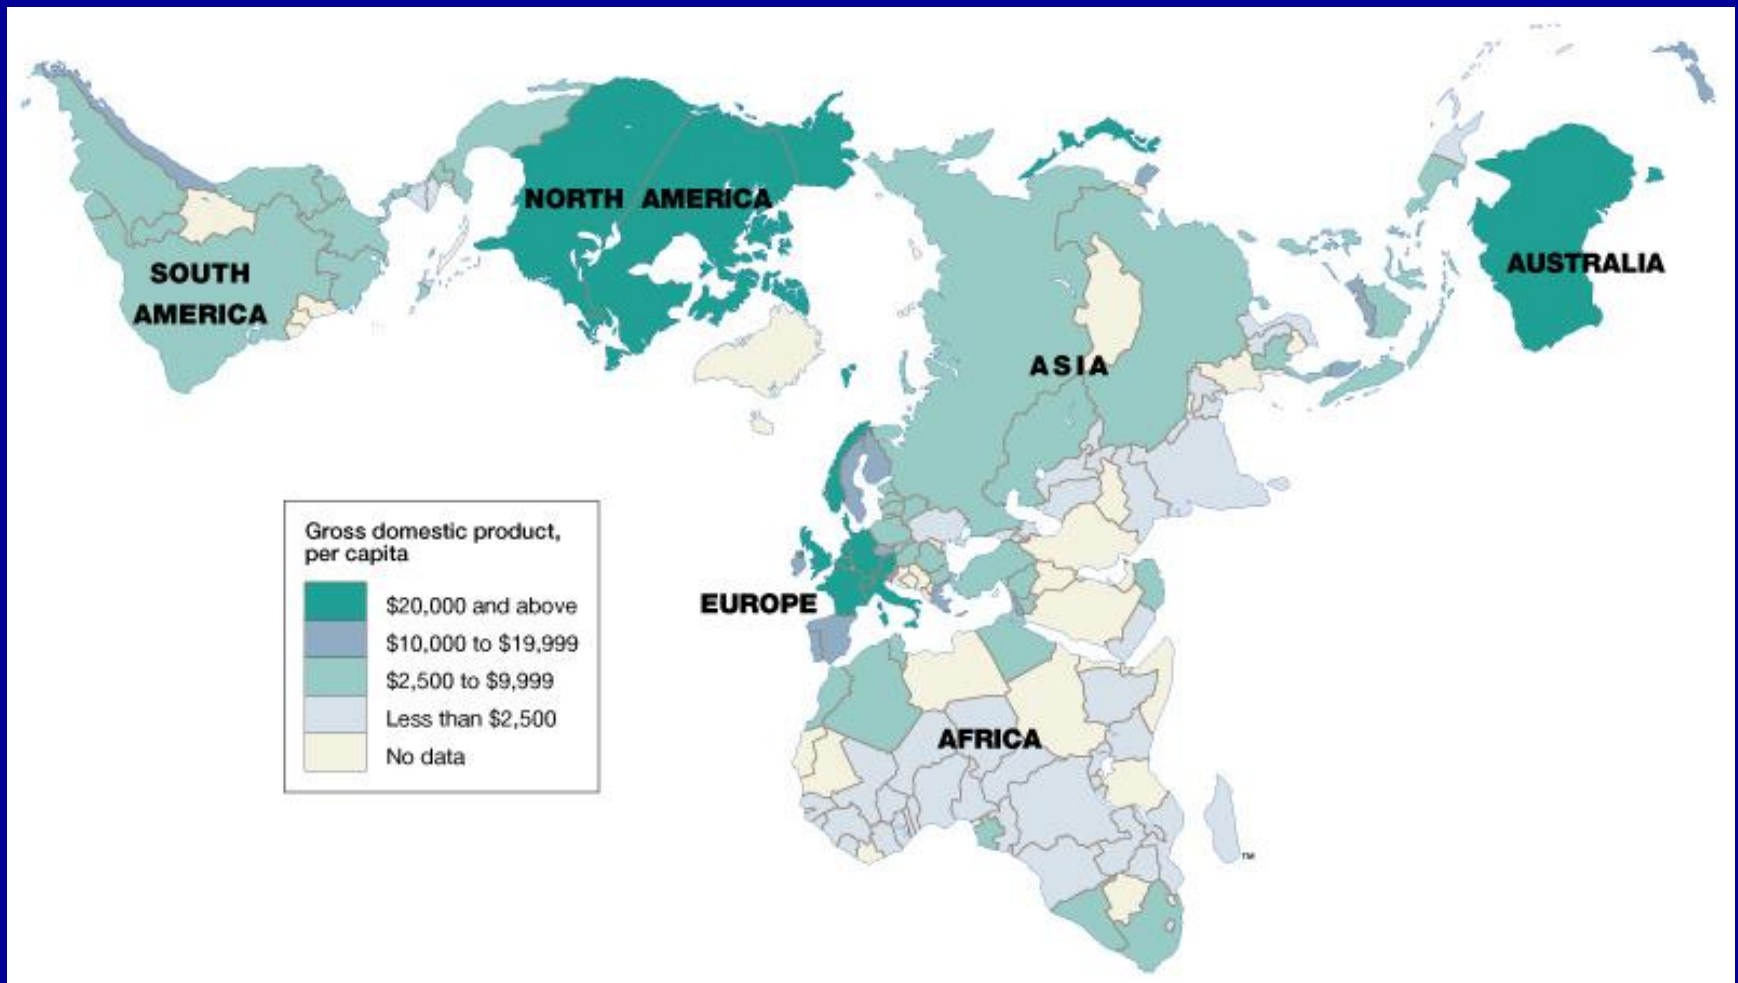 NORTH AMERICA
SOUTH
AMERICA
AUSTRALIA
ASIA
EUROPE
AFRICA
Gross domestic product,
per capita
$20,000 and above
$10,000 to $19,999
$2,500 to $9,999
Less than $2,500
No data
TM